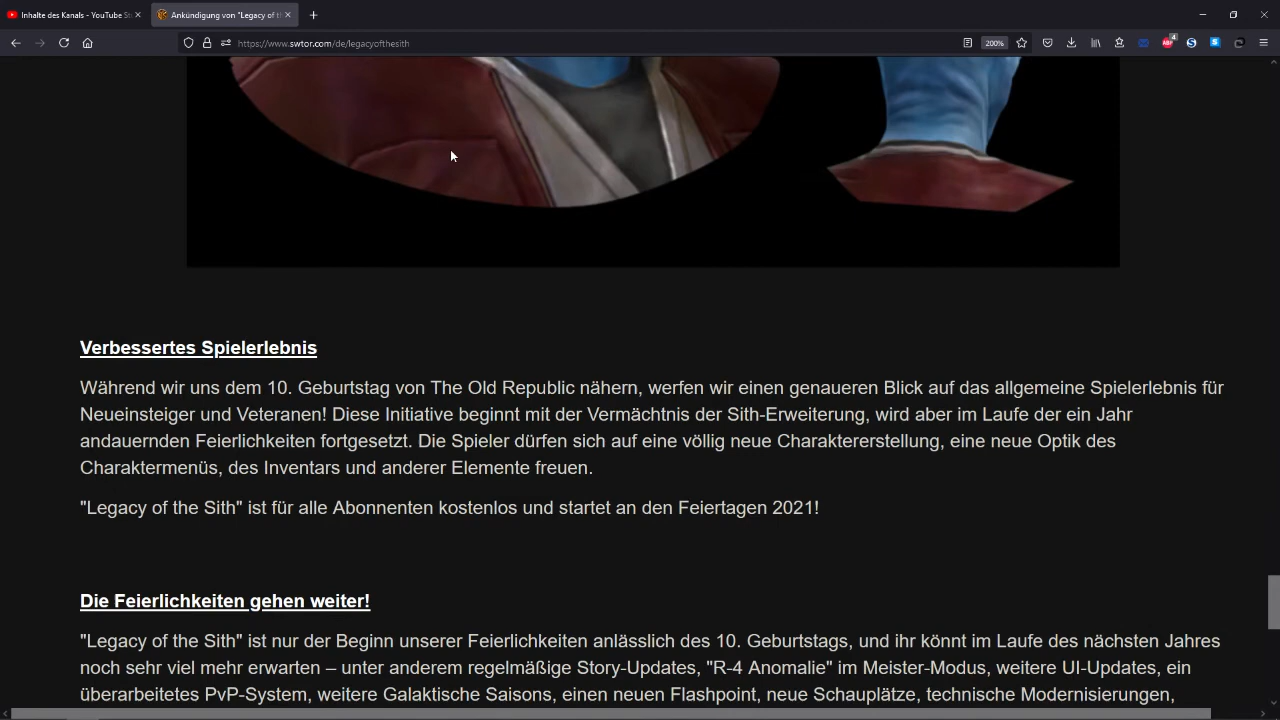 Inhalte des Kanals - YouTube St
Ankündigung von "Legacy of th
https://www.swtor.com/de/legacyofthesith
200%
ABP
4
Verbessertes Spielerlebnis
Während wir uns dem 10. Geburtstag von The Old Republic nähern, werfen wir einen genaueren Blick auf das allgemeine Spielerlebnis für
Neueinsteiger und Veteranen! Diese Initiative beginnt mit der Vermächtnis der Sith-Erweiterung, wird aber im Laufe der ein Jahr
andauernden Feierlichkeiten fortgesetzt. Die Spieler dürfen sich auf eine völlig neue Charaktererstellung, eine neue Optik des
Charaktermenüs, des Inventars und anderer Elemente freuen.
"Legacy of the Sith" ist für alle Abonnenten kostenlos und startet an den Feiertagen 2021!
Die Feierlichkeiten gehen weiter!
"Legacy of the Sith" ist nur der Beginn unserer Feierlichkeiten anlässlich des 10. Geburtstags, und ihr könnt im Laufe des nächsten Jahres
noch sehr viel mehr erwarten – unter anderem regelmäßige Story-Updates, "R-4 Anomalie" im Meister-Modus, weitere UI-Updates, ein
überarbeitetes PvP-System, weitere Galaktische Saisons, einen neuen Flashpoint, neue Schauplätze, technische Modernisierungen,